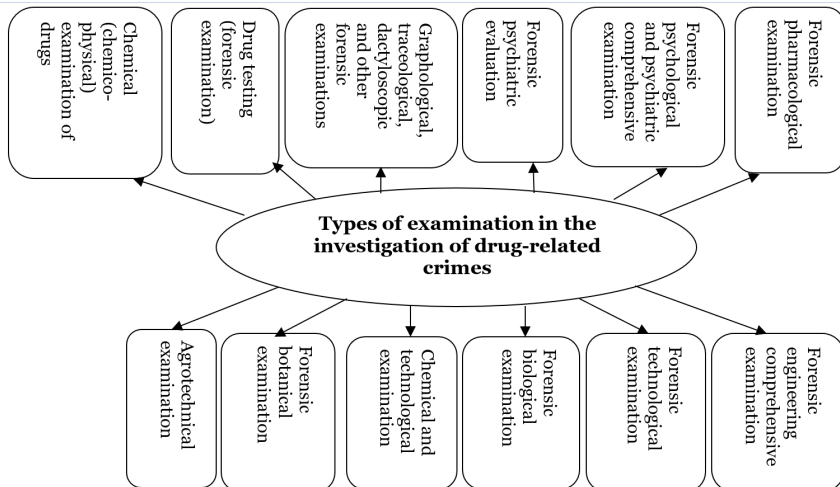 Chemical
(chemico-
physical)
examination of
drugs
Drug testing
(forensic
examination)
Graphological,
traceological,
dactyloscopic
and other
forensic
examinations
Forensic
psychiatric
evaluation
Forensic
psychological
and psychiatric
comprehensive
examination
Forensic
pharmacological
examination
Types of examination in the
investigation of drug-related
crimes
Agrotechnical
examination
Forensic
botanical
examination
Chemical and
technological
examination
Forensic
biological
examination
Forensic
technological
examination
Forensic
engineering
comprehensive
examination